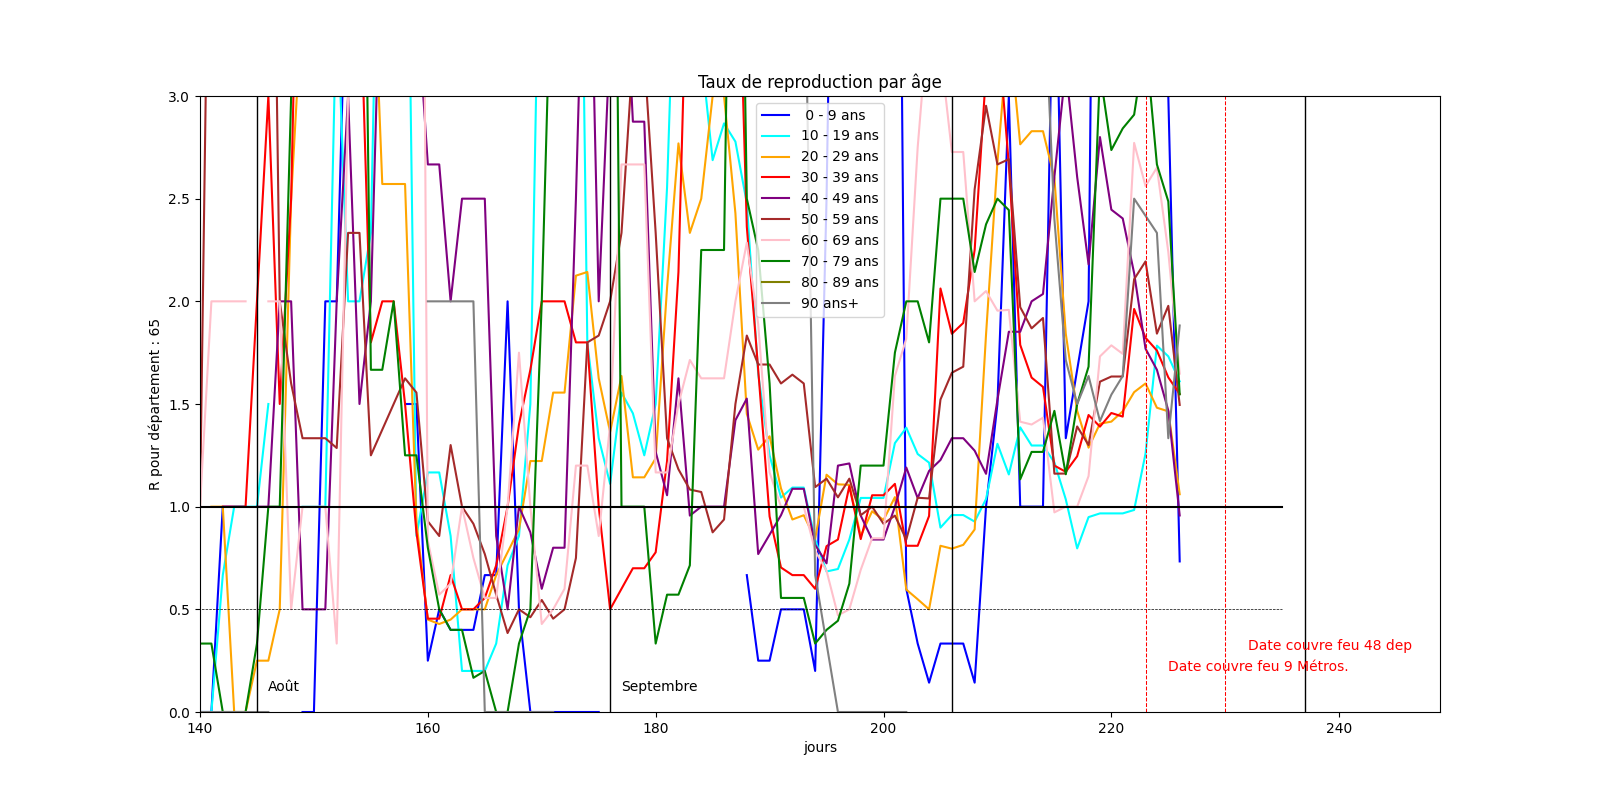 Taux de reproduction par âge
3.0
2.5
2.0
1.5
1.0
0.5
0.0
R pour département : 65
0 - 9 ans
10 - 19 ans
20 - 29 ans
30 - 39 ans
40 - 49 ans
50 - 59 ans
60 - 69 ans
70 - 79 ans
80 - 89 ans
90 ans+
Date couvre feu 48 dep
Date couvre feu 9 Métros.
Août
Septembre
140
160
180
200
220
240
jours